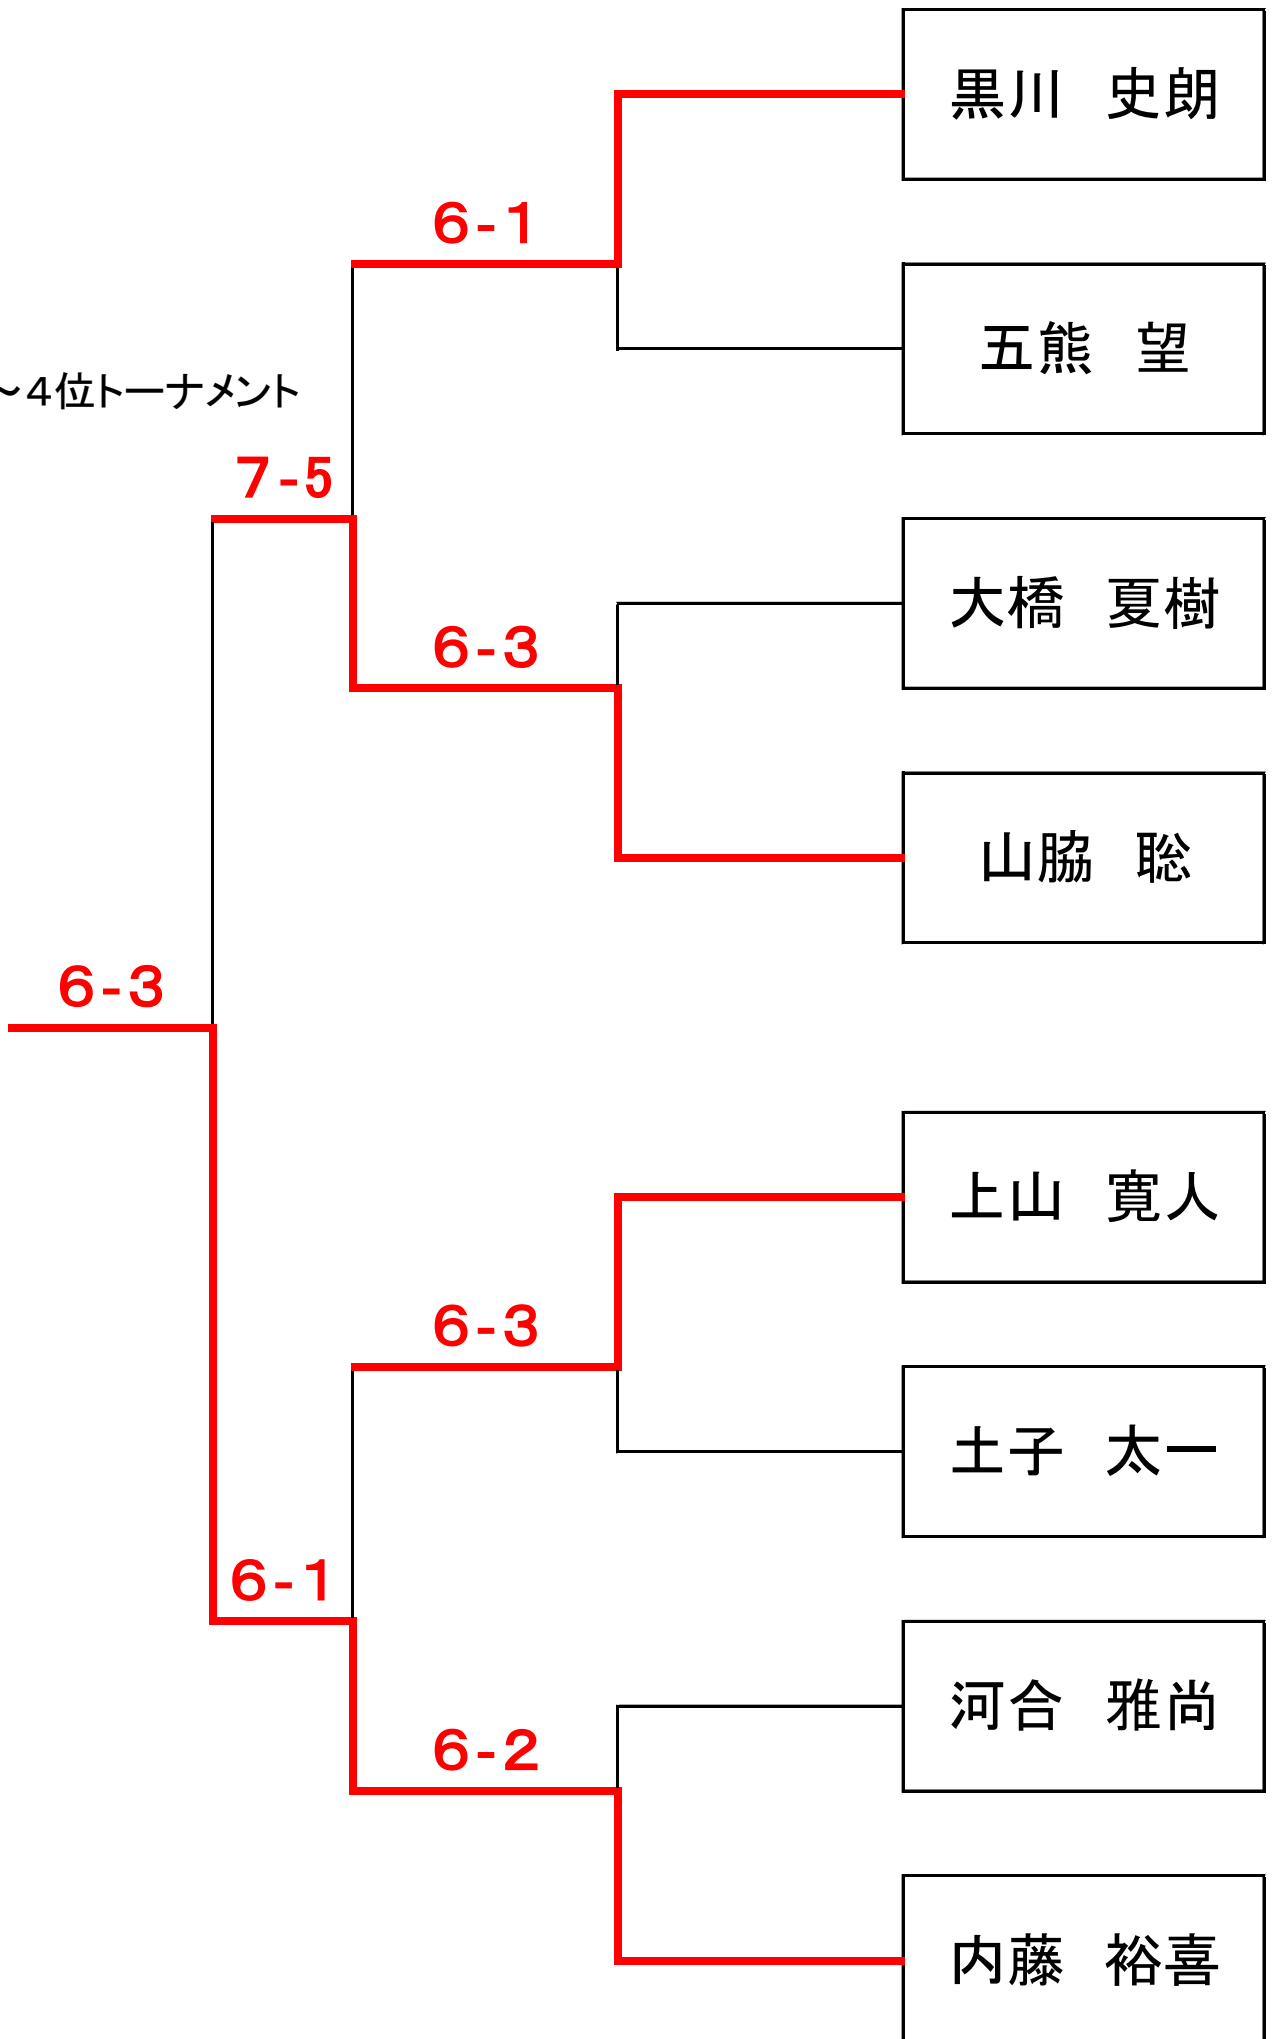 黒川　史朗
6-1
五熊　望
～4位トーナメント
7-5
大橋　夏樹
6-3
山脇　聡
6-3
上山　寛人
6-3
土子　太一
6-1
河合　雅尚
6-2
内藤　裕喜